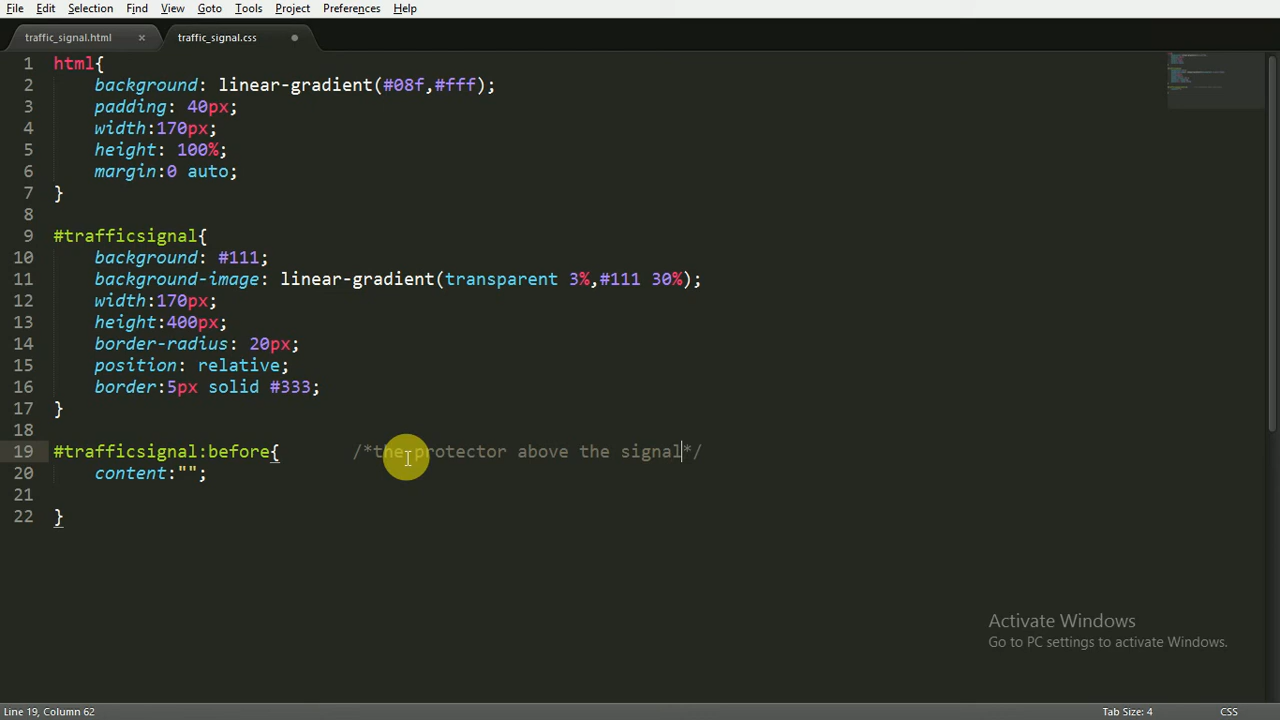 File Edit Selection Find View Goto Tools Project Preferences Help
traffic_signal.html × traffic_signal.css
1 html{
2 background: linear-gradient(#08f,#fff);
3 padding: 40px;
4 width:170px;
5 height: 100%;
6 margin:0 auto;
7 }
8
9 #trafficsignal{
10 background: #111;
11 background-image: linear-gradient(transparent 3%,#111 30%);
12 width:170px;
13 height:400px;
14 border-radius: 20px;
15 position: relative;
16 border:5px solid #333;
17 }
18
19 #trafficsignal:before{ /*the protector above the signal*/
20 content:"";
21
22 }
Activate Windows
Go to PC settings to activate Windows.
Line 19, Column 62 Tab Size: 4 CSS